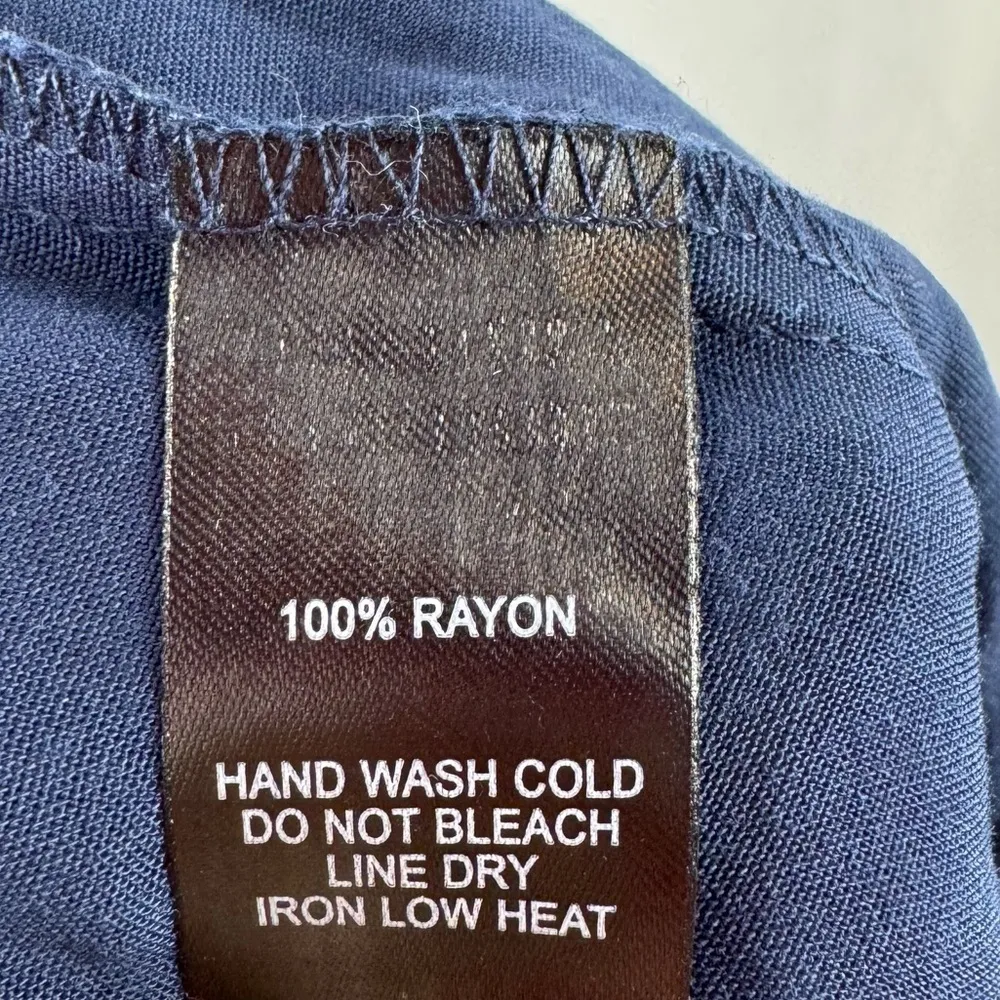 100% RAYON
HAND WASH COLD
DO NOT BLEACH
LINE DRY
IRON LOW HEAT